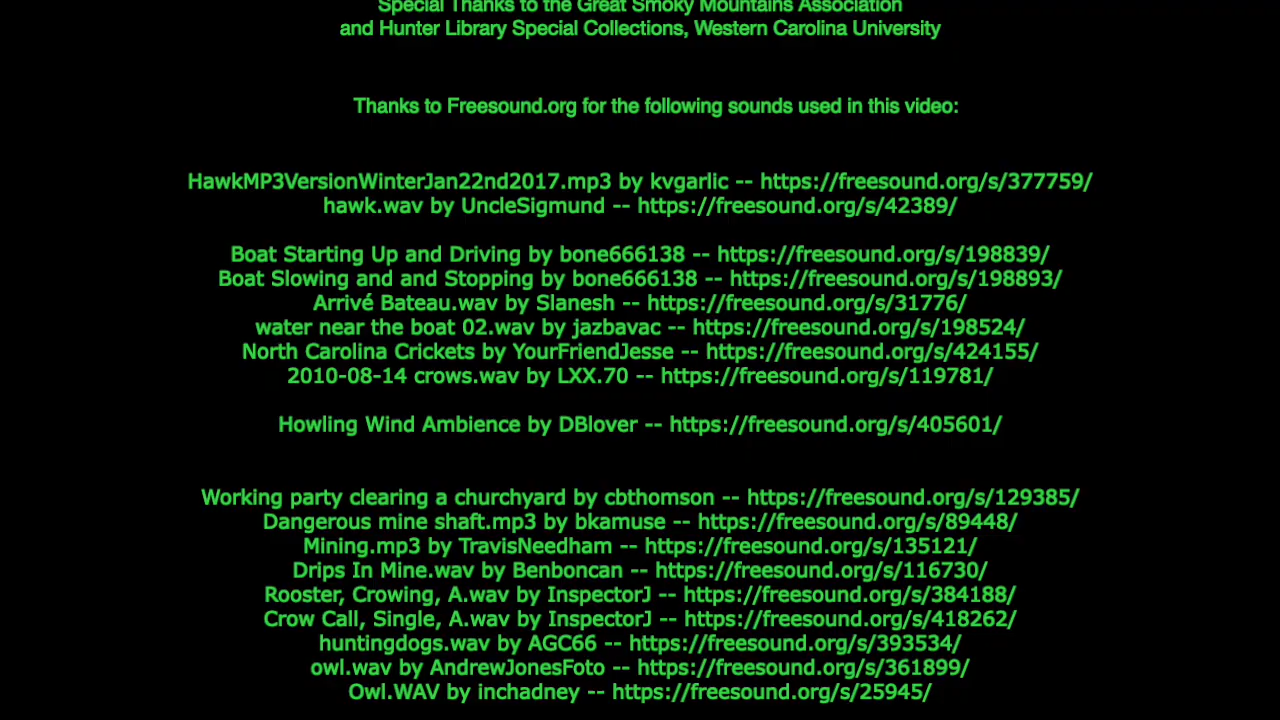 Special Thanks to the Great Smoky Mountains Association
and Hunter Library Special Collections, Western Carolina University
Thanks to Freesound.org for the following sounds used in this video:
HawkMP3VersionWinterJan22nd2017.mp3 by kvgarlic -- https://freesound.org/s/377759/
hawk.wav by UncleSigmund -- https://freesound.org/s/42389/
Boat Starting Up and Driving by bone666138 -- https://freesound.org/s/198839/
Boat Slowing and and Stopping by bone666138 -- https://freesound.org/s/198893/
Arrivé Bateau.wav by Slanesh -- https://freesound.org/s/31776/
water near the boat 02.wav by jazbavac -- https://freesound.org/s/198524/
North Carolina Crickets by YourFriendJesse -- https://freesound.org/s/424155/
2010-08-14 crows.wav by LXX.70 -- https://freesound.org/s/119781/
Howling Wind Ambience by DBlover -- https://freesound.org/s/405601/
Working party clearing a churchyard by cbthomson -- https://freesound.org/s/129385/
Dangerous mine shaft.mp3 by bkamuse -- https://freesound.org/s/89448/
Mining.mp3 by TravisNeedham -- https://freesound.org/s/135121/
Drips In Mine.wav by Benboncan -- https://freesound.org/s/116730/
Rooster, Crowing, A.wav by InspectorJ -- https://freesound.org/s/384188/
Crow Call, Single, A.wav by InspectorJ -- https://freesound.org/s/418262/
huntingdogs.wav by AGC66 -- https://freesound.org/s/393534/
owl.wav by AndrewJonesFoto -- https://freesound.org/s/361899/
Owl.WAV by inchadney -- https://freesound.org/s/25945/